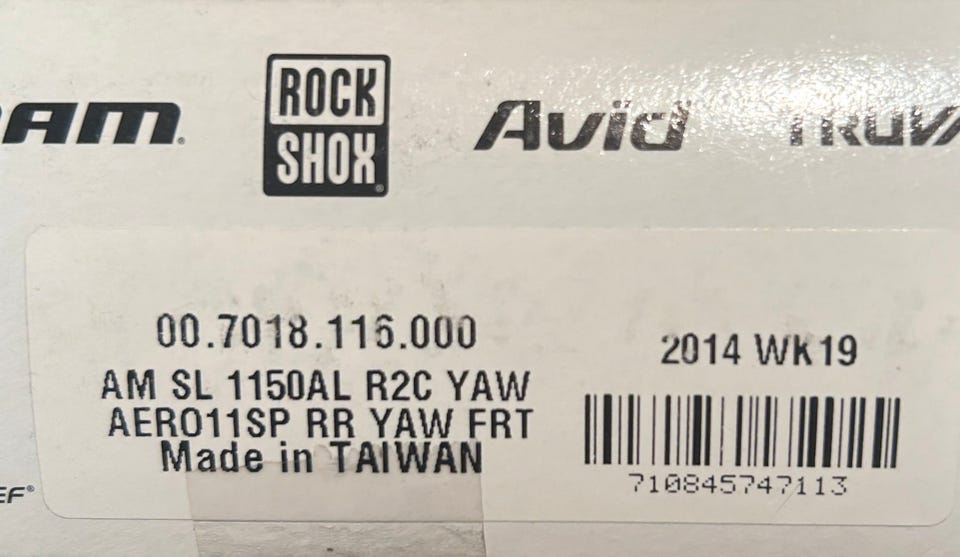 ROCK
SHOX
Avid
00.7018.116.000
AM SL 1150AL R2C YAW
AERO11SP RR YAW FRT
Made in TAIWAN
2014 WK19
710845747113